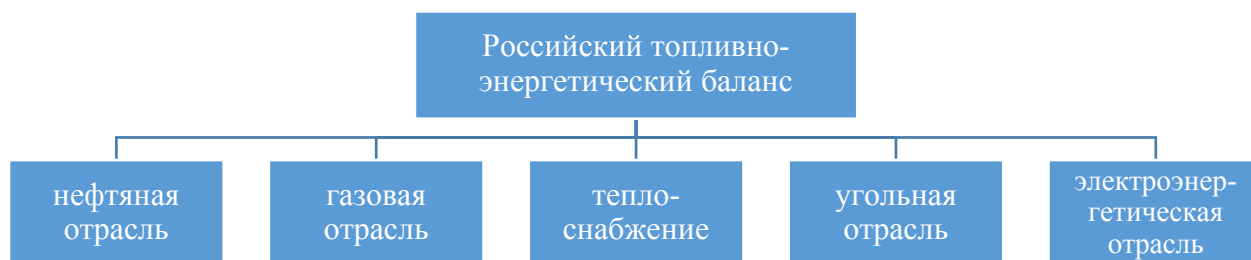 Российский топливно-
энергетический баланс
нефтяная
отрасль
газовая
отрасль
тепло-
снабжение
угольная
отрасль
электроэнер-
гетическая
отрасль